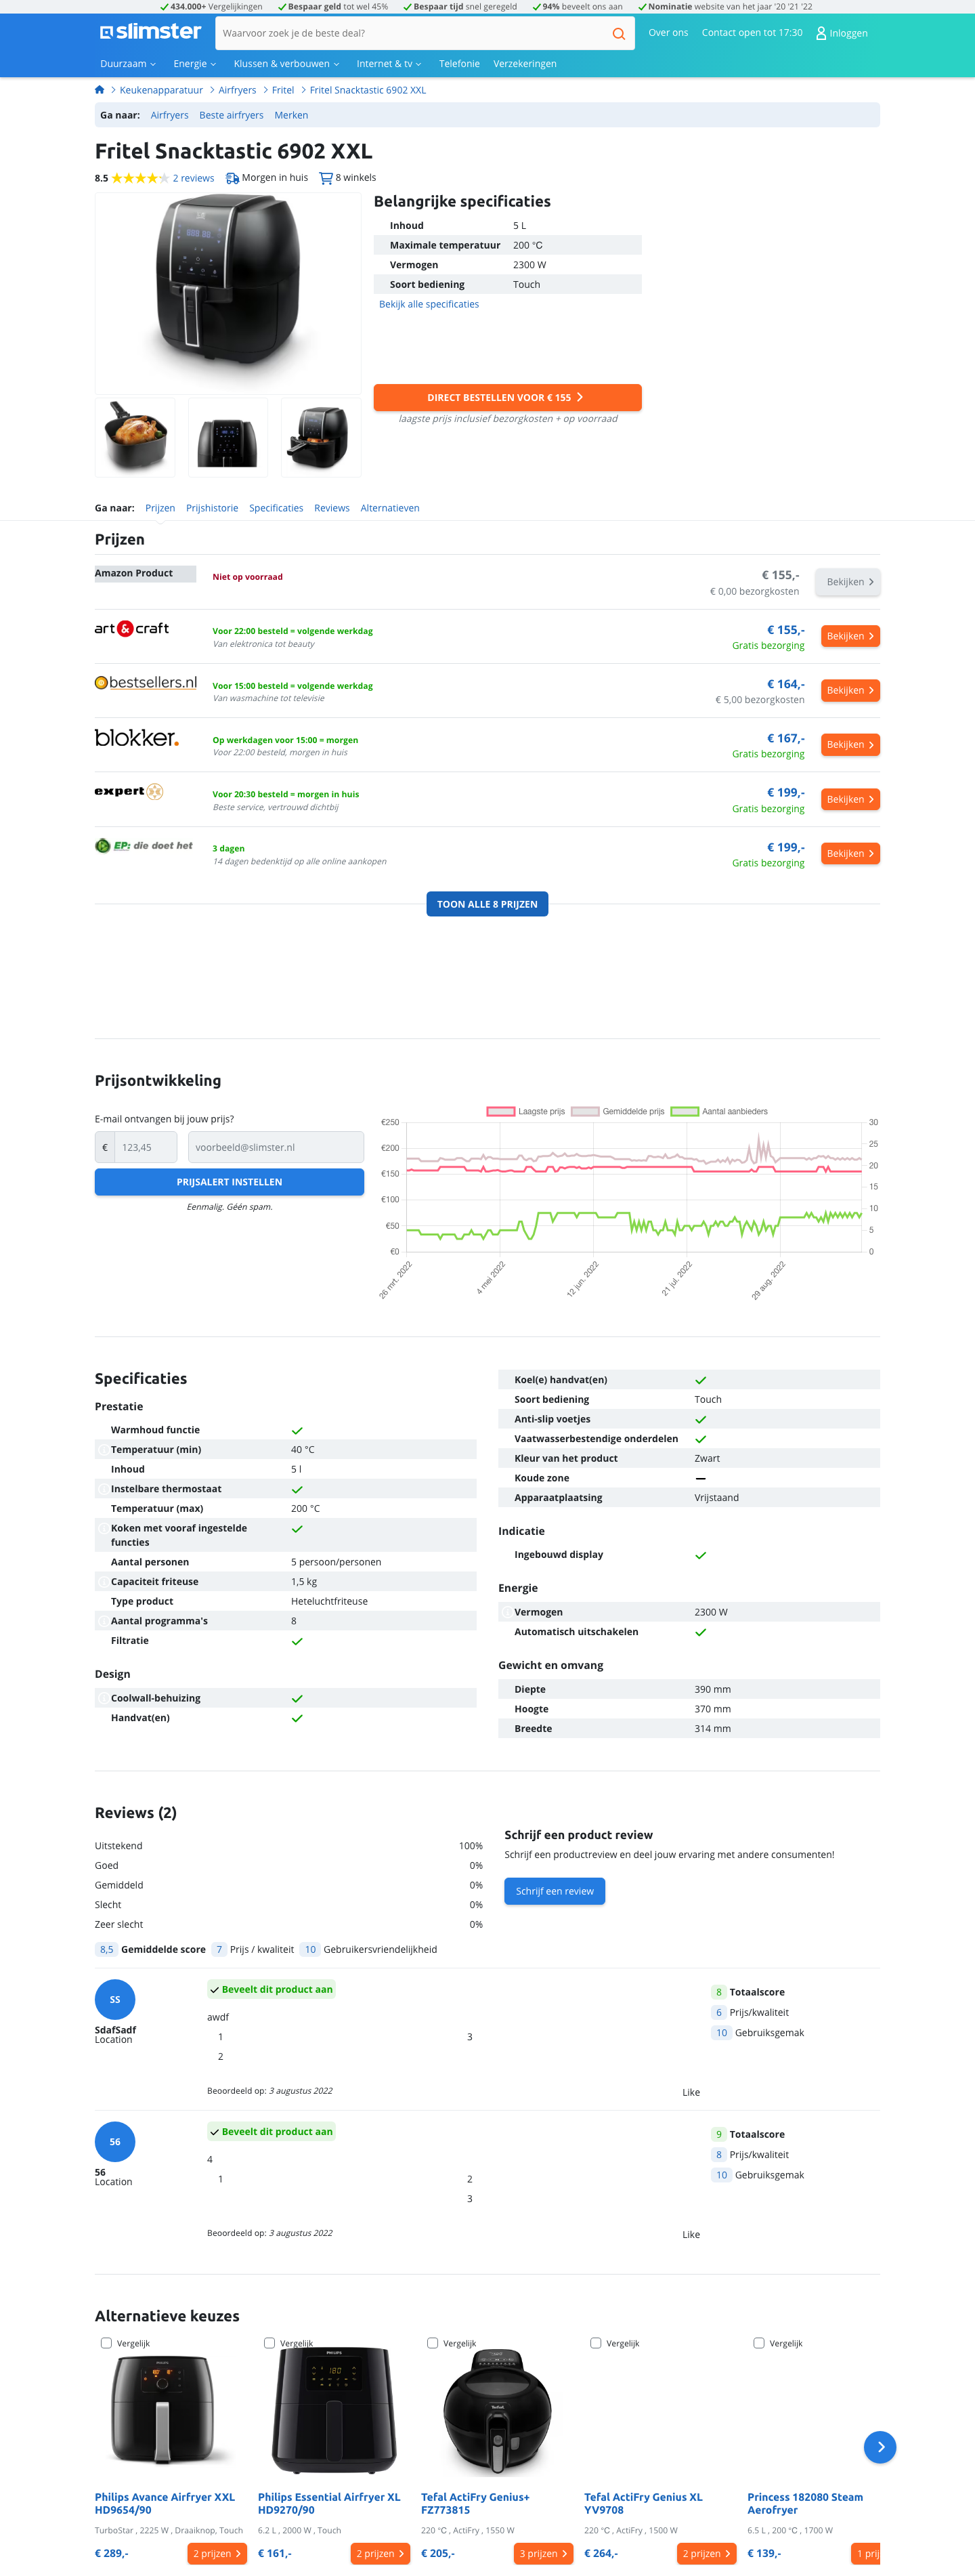 434.000+ Vergelijkingen
Bespaar geld tot wel 45%
Bespaar tijd snel geregeld
94% beveelt ons aan
Nominatie website van het jaar '20 '21 '22
slimster
Waarvoor zoek je de beste deal?
Over ons
Contact open tot 17:30
Inloggen
Duurzaam
Energie
Klussen & verbouwen
Internet & tv
Telefonie
Verzekeringen
Keukenapparatuur
Airfryers
Fritel
Fritel Snacktastic 6902 XXL
Ga naar:
Airfryers
Beste airfryers
Merken
Fritel Snacktastic 6902 XXL
8.5
2 reviews
Morgen in huis
8 winkels
Belangrijke specificaties
Inhoud 5 L
Maximale temperatuur 200 °C
Vermogen 2300 W
Soort bediening Touch
Bekijk alle specificaties
DIRECT BESTELLEN VOOR € 155
laagste prijs inclusief bezorgkosten + op voorraad
Ga naar:
Prijzen
Prijshistorie
Specificaties
Reviews
Alternatieven
Prijzen
Amazon Product
Niet op voorraad
€ 155,-
€ 0,00 bezorgkosten
Bekijken
art & craft
Voor 22:00 besteld = volgende werkdag
Van elektronica tot beauty
€ 155,-
Gratis bezorging
Bekijken
bestsellers.nl
Voor 15:00 besteld = volgende werkdag
Van wasmachine tot televisie
€ 164,-
€ 5,00 bezorgkosten
Bekijken
blokker.
Op werkdagen voor 15:00 = morgen
Voor 22:00 besteld, morgen in huis
€ 167,-
Gratis bezorging
Bekijken
expert
Voor 20:30 besteld = morgen in huis
Beste service, vertrouwd dichtbij
€ 199,-
Gratis bezorging
Bekijken
EP: die doet het
3 dagen
14 dagen bedenktijd op alle online aankopen
€ 199,-
Gratis bezorging
Bekijken
TOON ALLE 8 PRIJZEN
Prijsontwikkeling
E-mail ontvangen bij jouw prijs?
€ 123,45
voorbeeld@slimster.nl
PRIJSALERT INSTELLEN
Eenmalig. Géén spam.
Laagste prijs
Gemiddelde prijs
Aantal aanbieders
€250
€200
€150
€100
€50
€0
30
25
20
15
10
5
0
26 mrt. 2022
4 mei 2022
12 jun. 2022
21 jul. 2022
29 aug. 2022
Specificaties
Prestatie
Warmhoud functie
Temperatuur (min) 40 °C
Inhoud 5 l
Instelbare thermostaat
Temperatuur (max) 200 °C
Koken met vooraf ingestelde
functies
Aantal personen 5 persoon/personen
Capaciteit friteuse 1,5 kg
Type product Heteluchtfriteuse
Aantal programma's 8
Filtratie
Design
Coolwall-behuizing
Handvat(en)
Koel(e) handvat(en)
Soort bediening Touch
Anti-slip voetjes
Vaatwasserbestendige onderdelen
Kleur van het product Zwart
Koude zone
Apparaatplaatsing Vrijstaand
Indicatie
Ingebouwd display
Energie
Vermogen 2300 W
Automatisch uitschakelen
Gewicht en omvang
Diepte 390 mm
Hoogte 370 mm
Breedte 314 mm
Reviews (2)
Uitstekend 100%
Goed 0%
Gemiddeld 0%
Slecht 0%
Zeer slecht 0%
8,5 Gemiddelde score 7 Prijs / kwaliteit 10 Gebruikersvriendelijkheid
Schrijf een product review
Schrijf een productreview en deel jouw ervaring met andere consumenten!
Schrijf een review
SS
SdafSadf
Location
Beveelt dit product aan
awdf
1 3
2
Beoordeeld op: 3 augustus 2022
Like
8 Totaalscore
6 Prijs/kwaliteit
10 Gebruiksgemak
56
56
Location
Beveelt dit product aan
4
1 2
3
Beoordeeld op: 3 augustus 2022
Like
9 Totaalscore
8 Prijs/kwaliteit
10 Gebruiksgemak
Alternatieve keuzes
Vergelijk
Philips Avance Airfryer XXL
HD9654/90
TurboStar , 2225 W , Draaiknop, Touch
€ 289,-
2 prijzen
Vergelijk
PHILIPS
180
Philips Essential Airfryer XL
HD9270/90
6.2 L , 2000 W , Touch
€ 161,-
2 prijzen
Vergelijk
Tefal
Tefal ActiFry Genius+
FZ773815
220 °C , ActiFry , 1550 W
€ 205,-
3 prijzen
Vergelijk
Tefal ActiFry Genius XL
YV9708
220 °C , ActiFry , 1500 W
€ 264,-
2 prijzen
Vergelijk
Princess 182080 Steam
Aerofryer
6.5 L , 200 °C , 1700 W
€ 139,-
1 prij